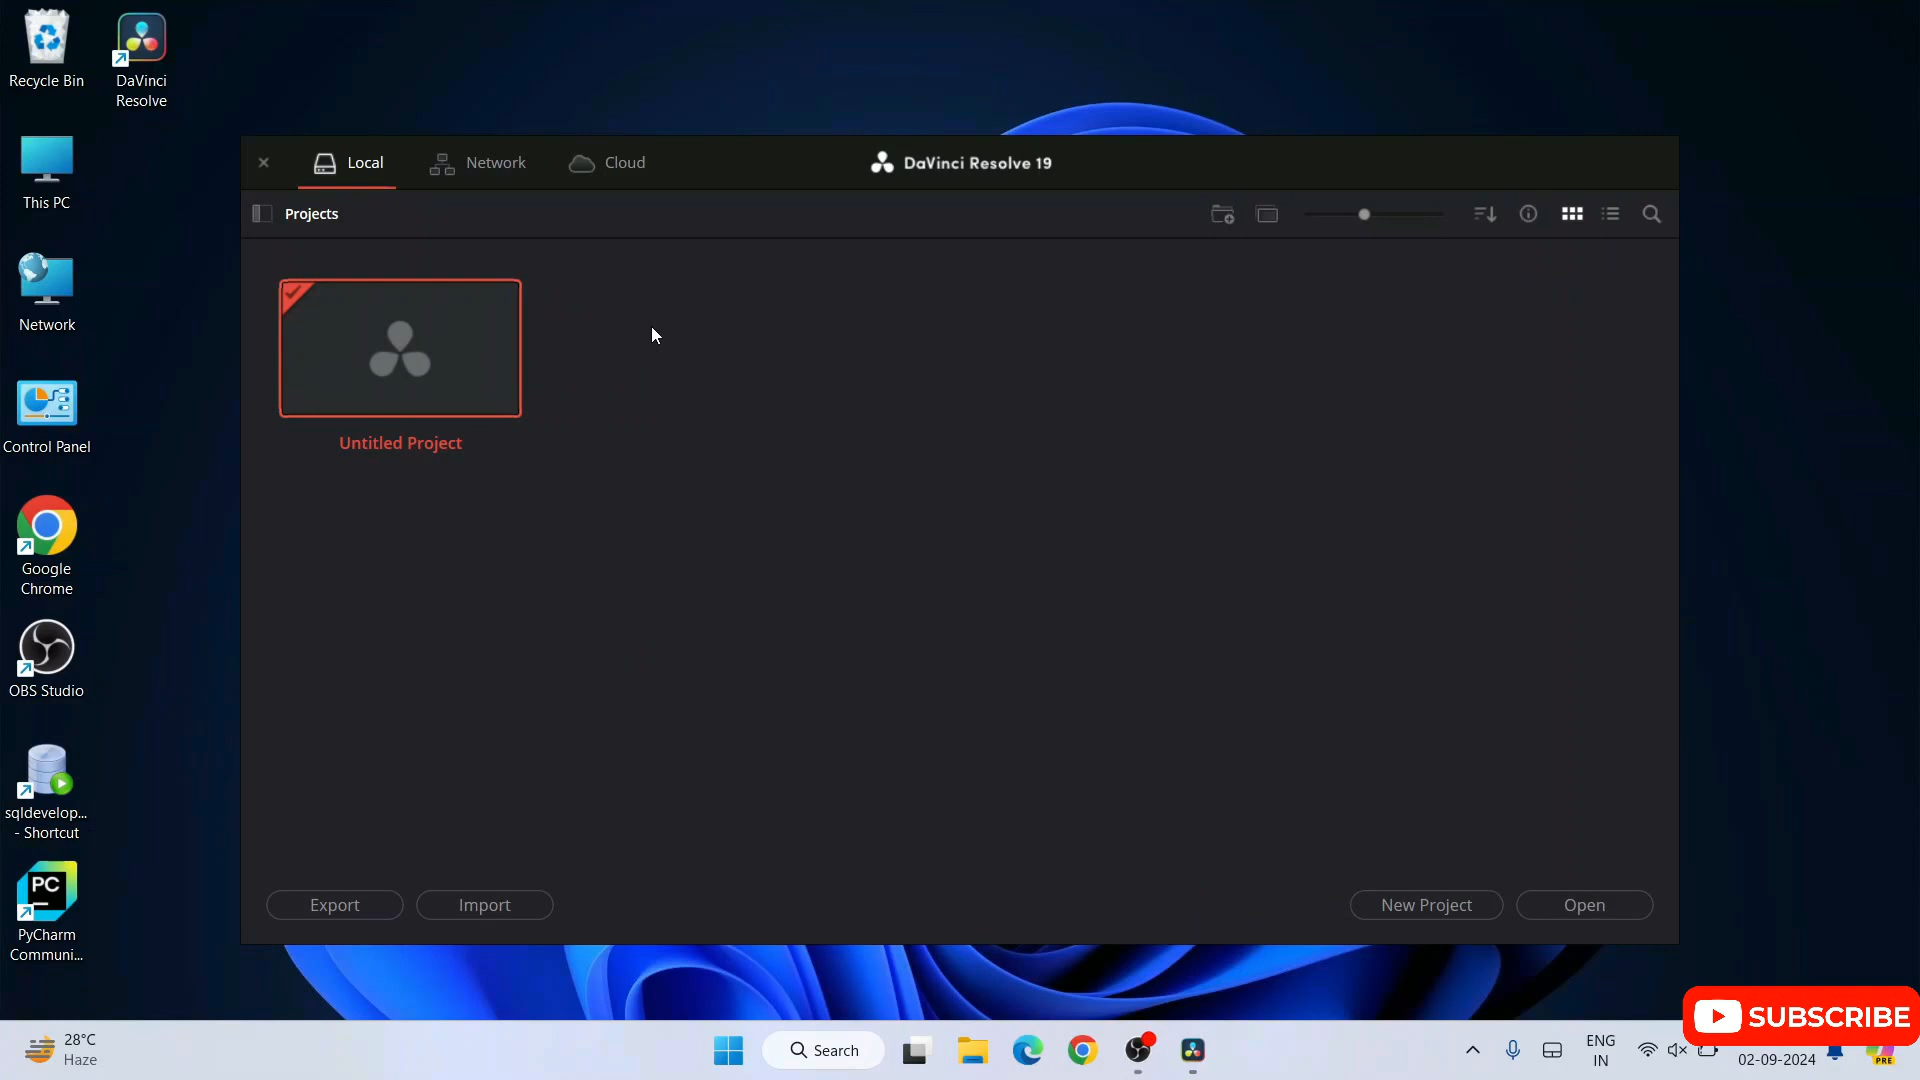 Recycle Bin
DaVinci
Resolve
This PC
Network
Control Panel
Google
Chrome
OBS Studio
sqldevelop...
- Shortcut
PC
PyCharm
Communi...
Local
Network
Cloud
DaVinci Resolve 19
Projects
Untitled Project
Export
Import
New Project
Open
SUBSCRIBE
28°C
Haze
Search
ENG
IN
02-09-2024
PRE